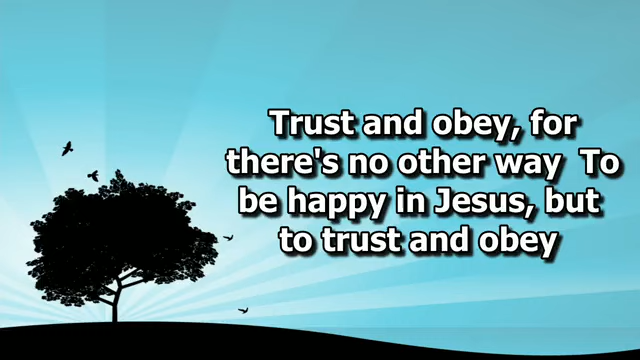 Trust and obey, for
there's no other way  To
be happy in Jesus, but
to trust and obey